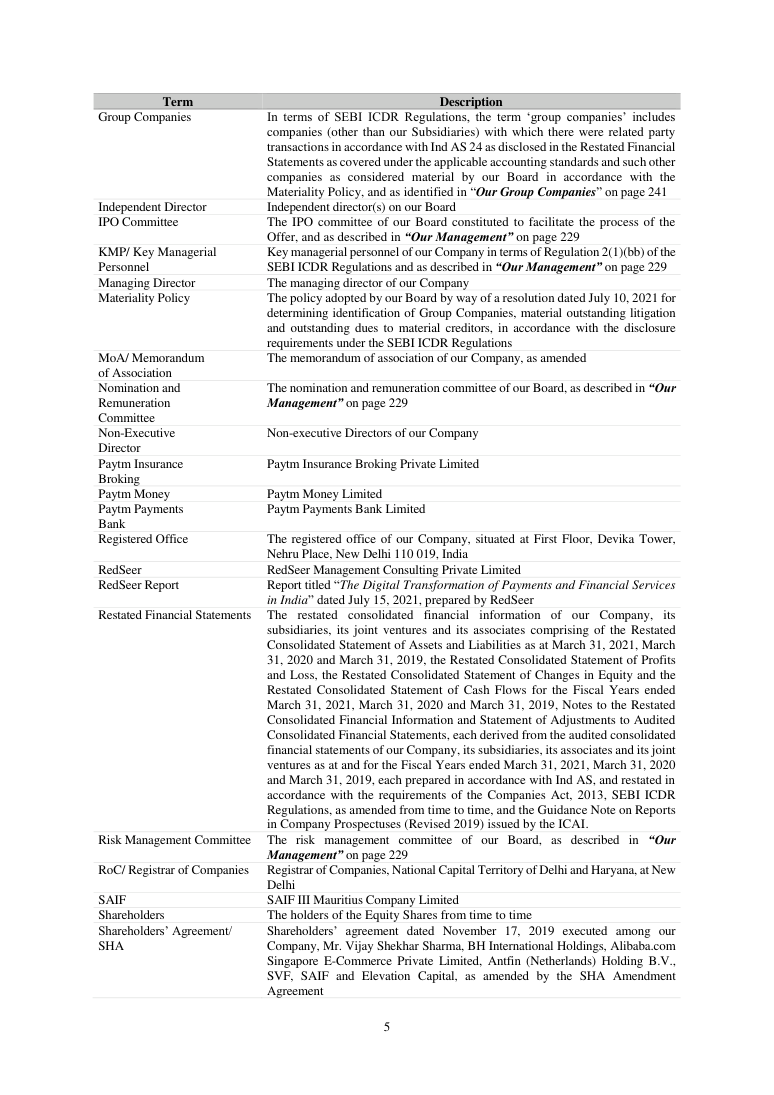 Term Description
Group Companies In terms of SEBI ICDR Regulations, the term ‘group companies’ includes
companies (other than our Subsidiaries) with which there were related party
transactions in accordance with Ind AS 24 as disclosed in the Restated Financial
Statements as covered under the applicable accounting standards and such other
companies as considered material by our Board in accordance with the
Materiality Policy, and as identified in “Our Group Companies” on page 241
Independent Director Independent director(s) on our Board
IPO Committee The IPO committee of our Board constituted to facilitate the process of the
Offer, and as described in “Our Management” on page 229
KMP/ Key Managerial Key managerial personnel of our Company in terms of Regulation 2(1)(bb) of the
Personnel SEBI ICDR Regulations and as described in “Our Management” on page 229
Managing Director The managing director of our Company
Materiality Policy The policy adopted by our Board by way of a resolution dated July 10, 2021 for
determining identification of Group Companies, material outstanding litigation
and outstanding dues to material creditors, in accordance with the disclosure
requirements under the SEBI ICDR Regulations
MoA/ Memorandum The memorandum of association of our Company, as amended
of Association
Nomination and The nomination and remuneration committee of our Board, as described in “Our
Remuneration Management” on page 229
Committee
Non-Executive Non-executive Directors of our Company
Director
Paytm Insurance Paytm Insurance Broking Private Limited
Broking
Paytm Money Paytm Money Limited
Paytm Payments Paytm Payments Bank Limited
Bank
Registered Office The registered office of our Company, situated at First Floor, Devika Tower,
Nehru Place, New Delhi 110 019, India
RedSeer RedSeer Management Consulting Private Limited
RedSeer Report Report titled “The Digital Transformation of Payments and Financial Services
in India” dated July 15, 2021, prepared by RedSeer
Restated Financial Statements The restated consolidated financial information of our Company, its
subsidiaries, its joint ventures and its associates comprising of the Restated
Consolidated Statement of Assets and Liabilities as at March 31, 2021, March
31, 2020 and March 31, 2019, the Restated Consolidated Statement of Profits
and Loss, the Restated Consolidated Statement of Changes in Equity and the
Restated Consolidated Statement of Cash Flows for the Fiscal Years ended
March 31, 2021, March 31, 2020 and March 31, 2019, Notes to the Restated
Consolidated Financial Information and Statement of Adjustments to Audited
Consolidated Financial Statements, each derived from the audited consolidated
financial statements of our Company, its subsidiaries, its associates and its joint
ventures as at and for the Fiscal Years ended March 31, 2021, March 31, 2020
and March 31, 2019, each prepared in accordance with Ind AS, and restated in
accordance with the requirements of the Companies Act, 2013, SEBI ICDR
Regulations, as amended from time to time, and the Guidance Note on Reports
in Company Prospectuses (Revised 2019) issued by the ICAI.
Risk Management Committee The risk management committee of our Board, as described in “Our
Management” on page 229
RoC/ Registrar of Companies Registrar of Companies, National Capital Territory of Delhi and Haryana, at New
Delhi
SAIF SAIF III Mauritius Company Limited
Shareholders The holders of the Equity Shares from time to time
Shareholders’ Agreement/ Shareholders’ agreement dated November 17, 2019 executed among our
SHA Company, Mr. Vijay Shekhar Sharma, BH International Holdings, Alibaba.com
Singapore E-Commerce Private Limited, Antfin (Netherlands) Holding B.V.,
SVF, SAIF and Elevation Capital, as amended by the SHA Amendment
Agreement
5